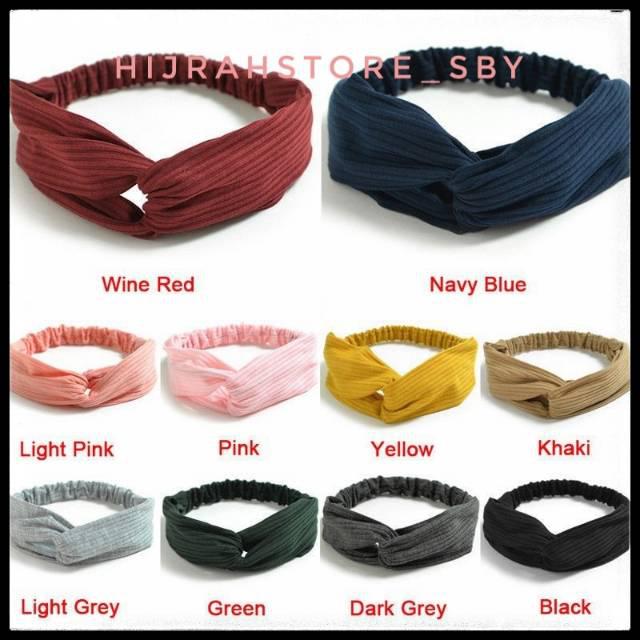 HIJRAHSTORE_SBY
Wine Red
Navy Blue
Light Pink
Pink
Yellow
Khaki
Light Grey
Green
Dark Grey
Black